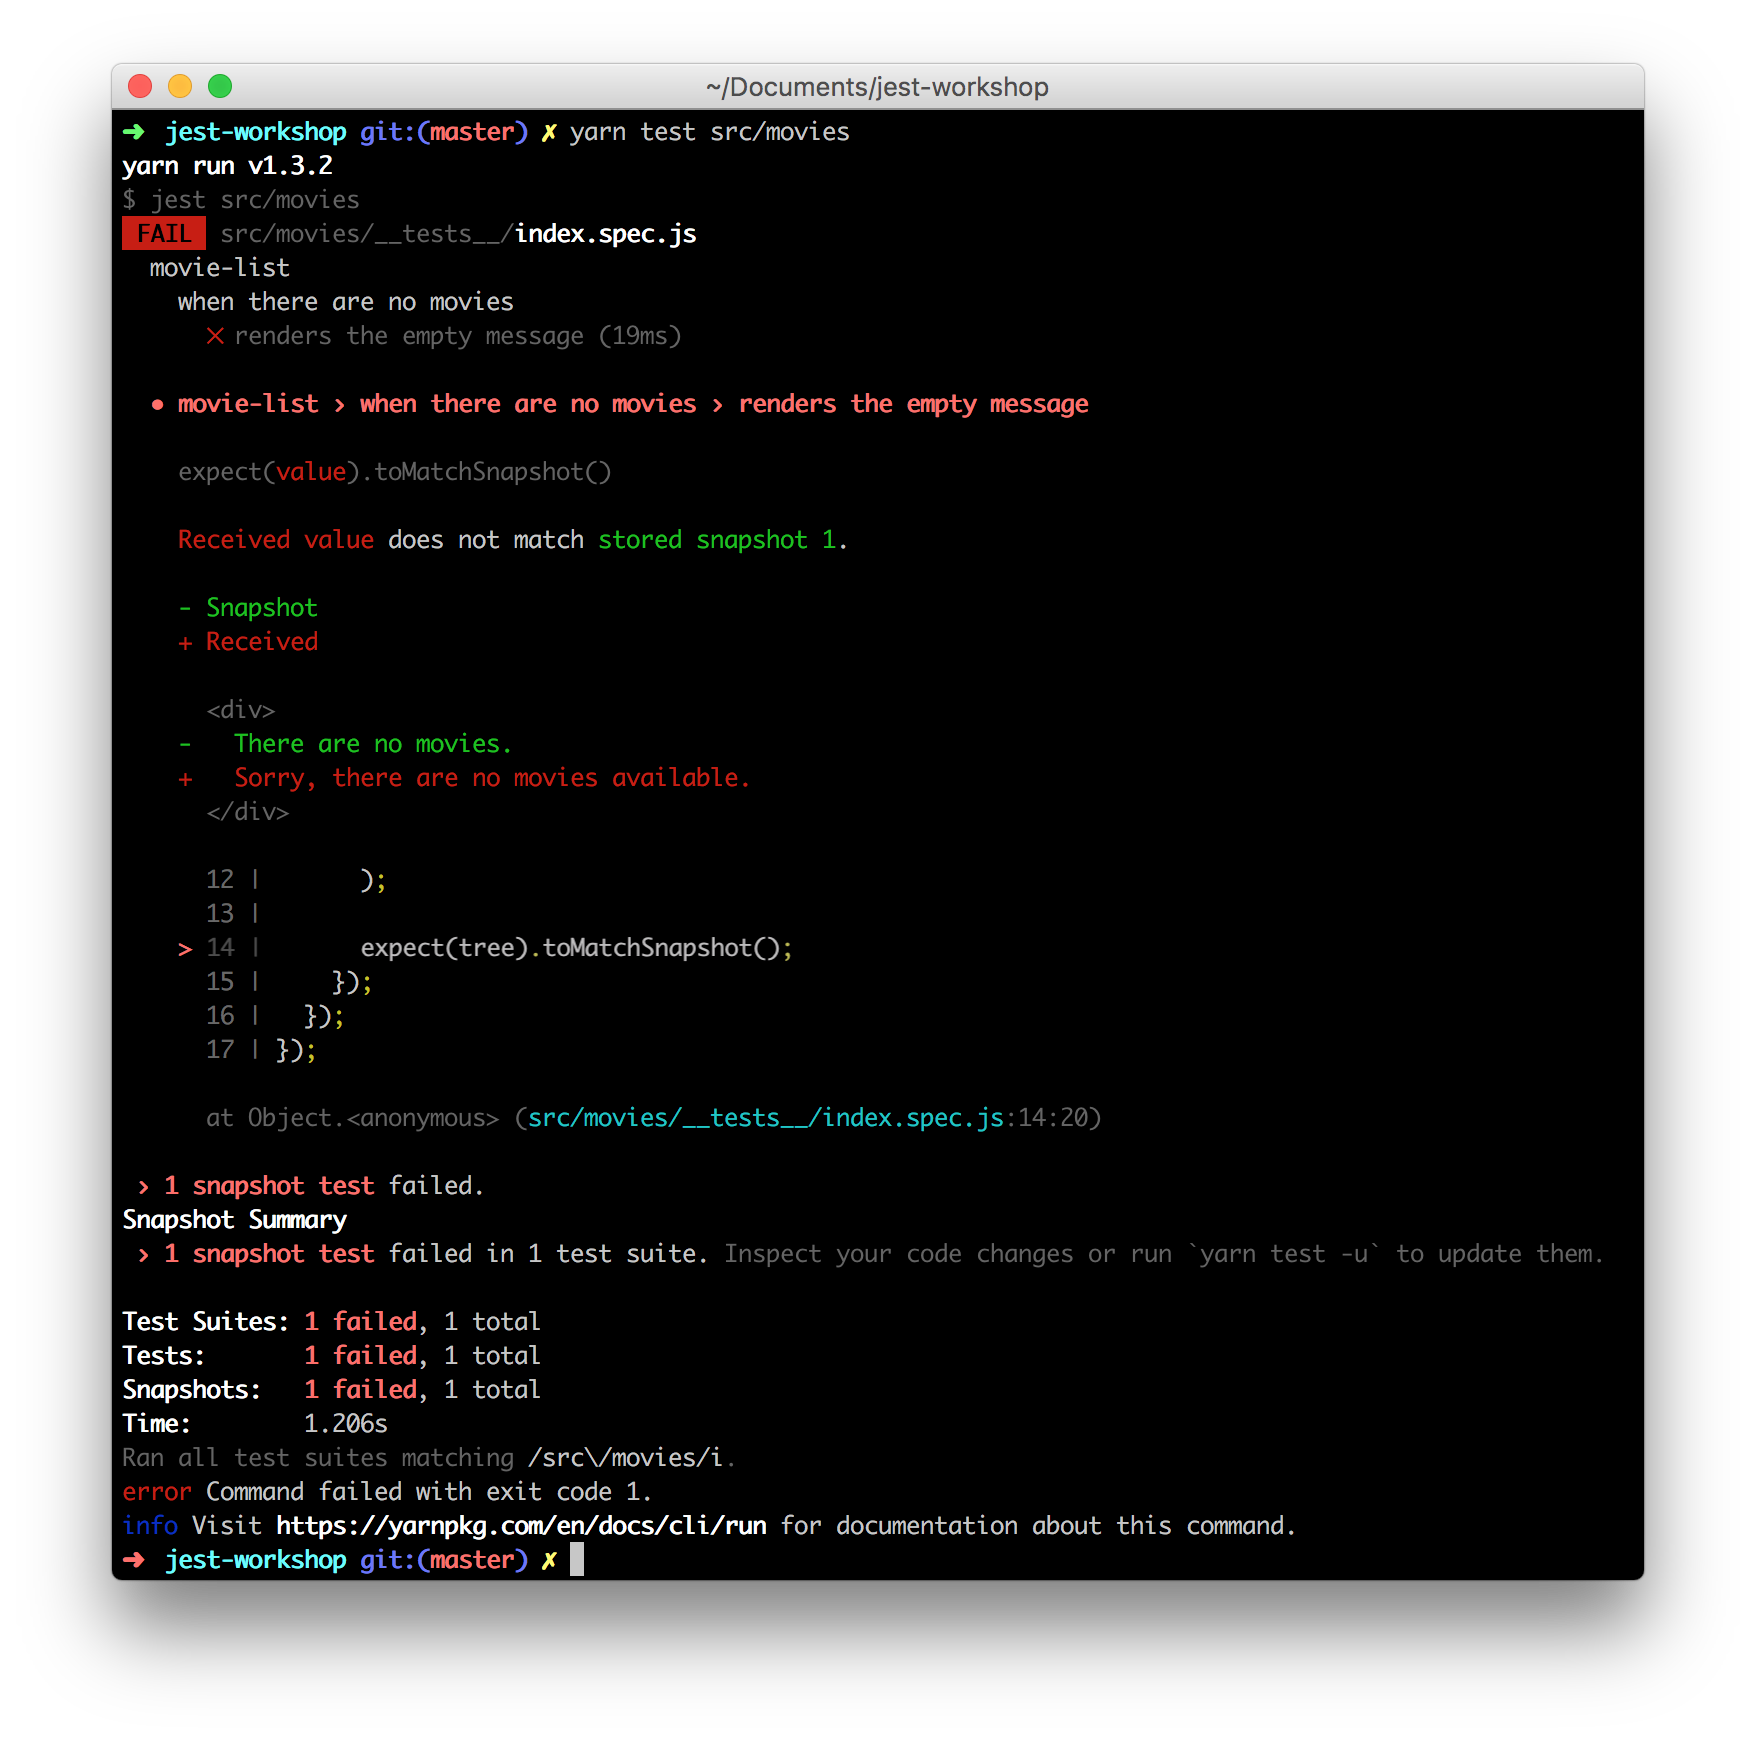 ~/Documents/jest-workshop
➜  jest-workshop git:(master) ✗ yarn test src/movies
yarn run v1.3.2
$ jest src/movies
FAIL  src/movies/__tests__/index.spec.js
  movie-list
    when there are no movies
      ✕ renders the empty message (19ms)
  ● movie-list › when there are no movies › renders the empty message
    expect(value).toMatchSnapshot()
    Received value does not match stored snapshot 1.
    - Snapshot
    + Received
      <div>
    -   There are no movies.
    +   Sorry, there are no movies available.
      </div>
      12 |       );
      13 |
    > 14 |       expect(tree).toMatchSnapshot();
      15 |     });
      16 |   });
      17 | });
      at Object.<anonymous> (src/movies/__tests__/index.spec.js:14:20)
 › 1 snapshot test failed.
Snapshot Summary
 › 1 snapshot test failed in 1 test suite. Inspect your code changes or run `yarn test -u` to update them.
Test Suites: 1 failed, 1 total
Tests:       1 failed, 1 total
Snapshots:   1 failed, 1 total
Time:        1.206s
Ran all test suites matching /src\/movies/i.
error Command failed with exit code 1.
info Visit https://yarnpkg.com/en/docs/cli/run for documentation about this command.
➜  jest-workshop git:(master) ✗